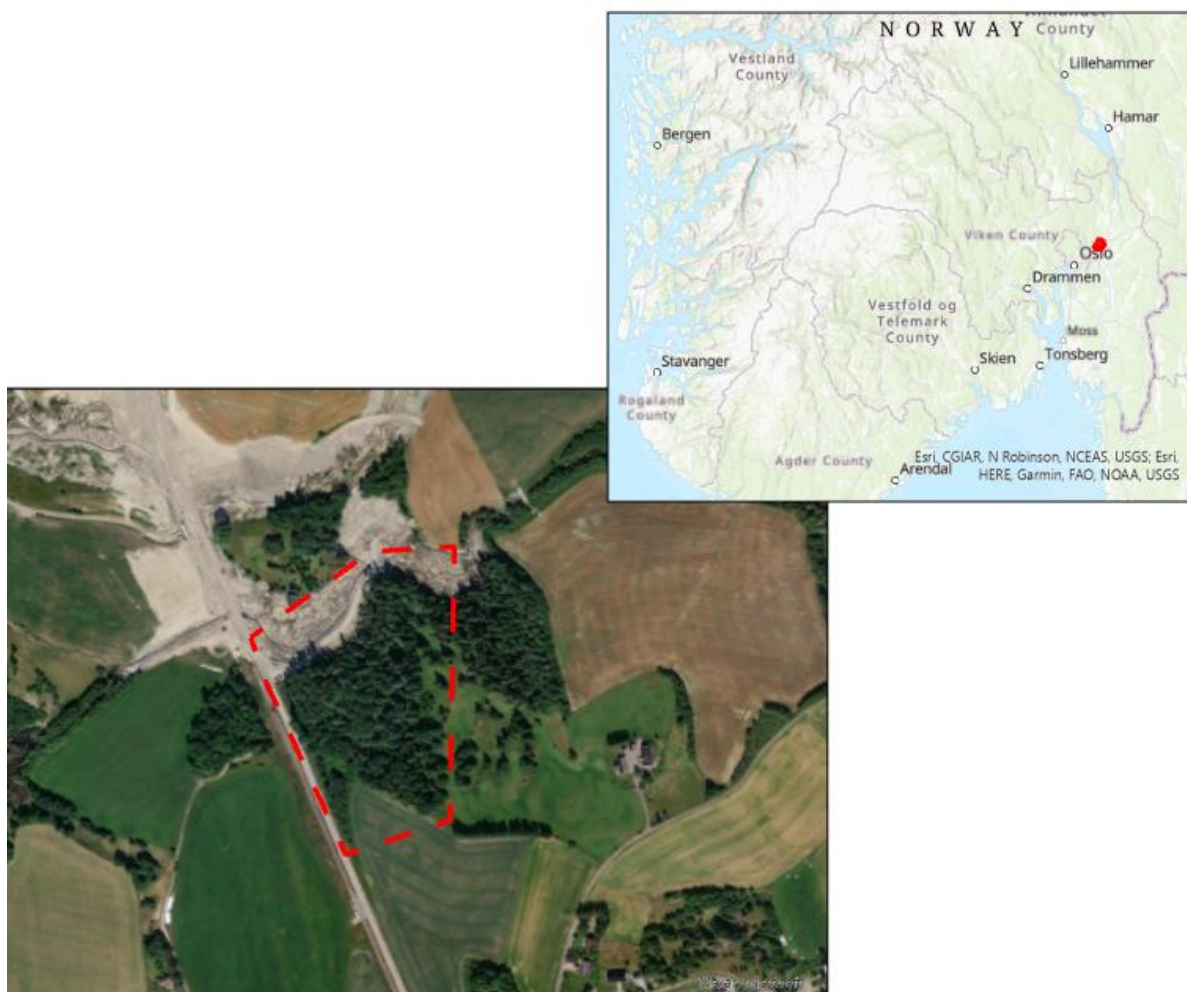 NORWAY
County
Vestland
County
Lillehammer
Hamar
Bergen
Viken County
Oslo
Drammen
Vestfold og
Telemark
County
Moss
Stavanger
Skien
Tonsberg
Rogaland
County
Agder County
Arendal
Esri, CGIAR, N Robinson, NCEAS, USGS; Esri,
HERE, Garmin, FAO, NOAA, USGS